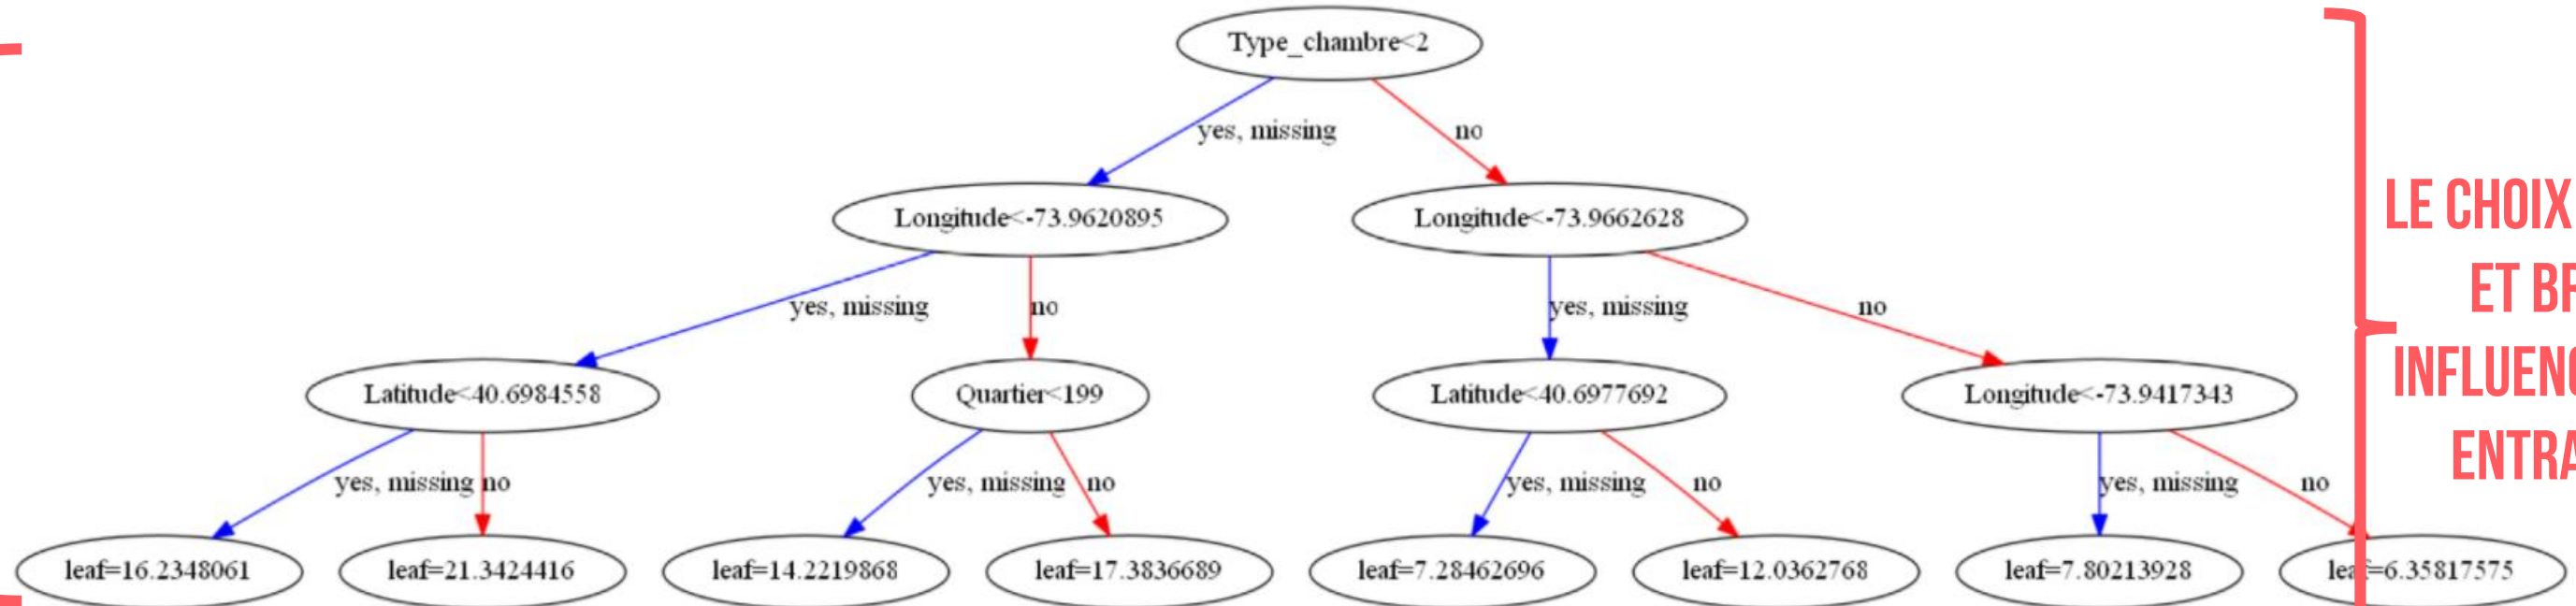 Type_chambre<2
yes, missing
no
Longitude<-73.9620895
Longitude<-73.9662628
yes, missing
no
yes, missing
no
Latitude<40.6984558
Quartier<199
Latitude<40.6977692
Longitude<-73.9417343
yes, missing
no
yes, missing
no
yes, missing
no
yes, missing
no
leaf=16.2348061
leaf=21.3424416
leaf=14.2219868
leaf=17.3836689
leaf=7.28462696
leaf=12.0362768
leaf=7.80213928
leaf=6.35817575
LE CHOIX
ET